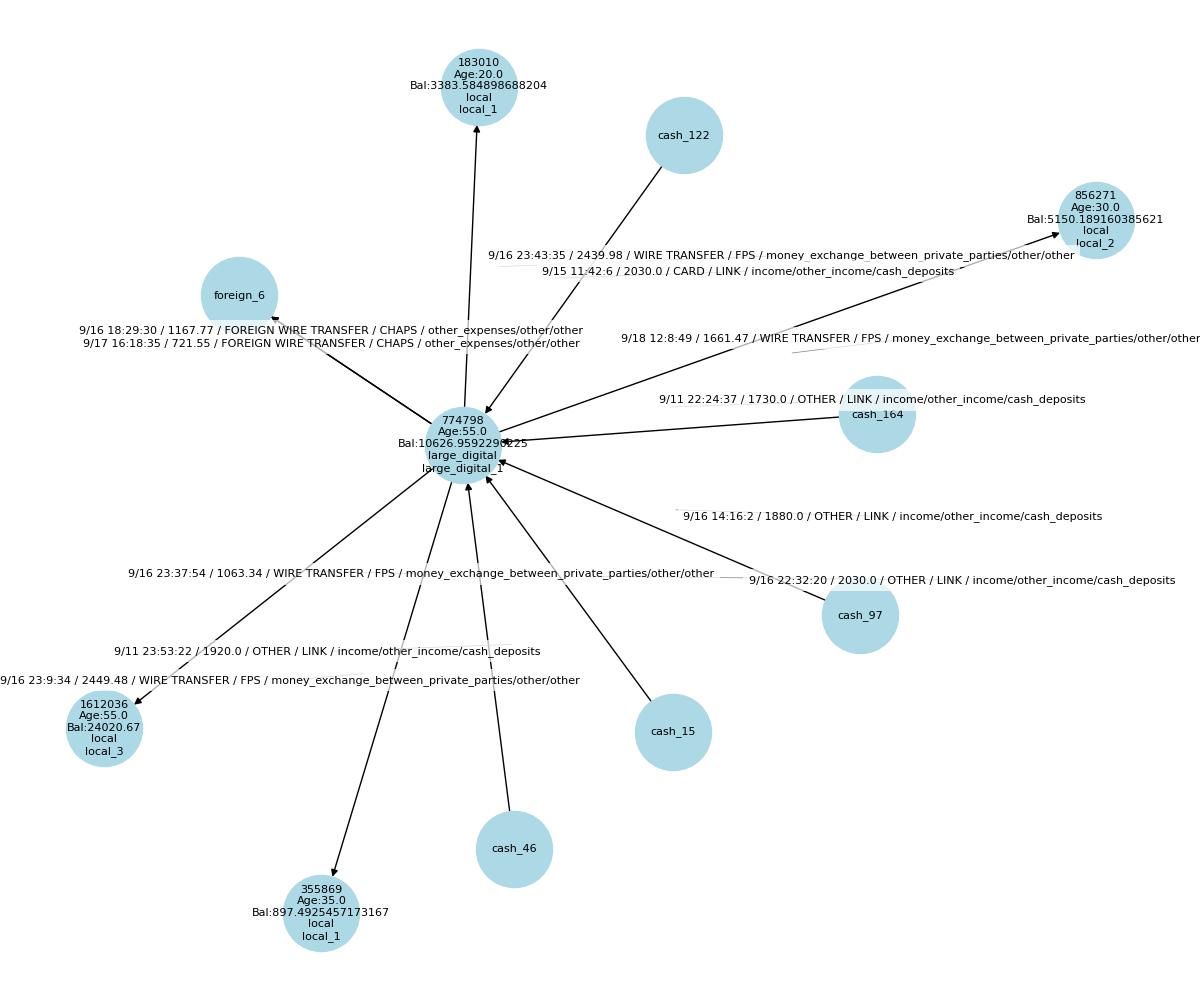 183010
Age:20.0
Bal:3383.584898688204
local
local_1
cash_122
856271
Age:30.0
Bal:5150.189160385621
local
local_2
9/16 23:43:35 / 2439.98 / WIRE TRANSFER / FPS / money_exchange_between_private_parties/other/other
9/15 11:42:6 / 2030.0 / CARD / LINK / income/other_income/cash_deposits
foreign_6
9/16 18:29:30 / 1167.77 / FOREIGN WIRE TRANSFER / CHAPS / other_expenses/other/other
9/17 16:18:35 / 721.55 / FOREIGN WIRE TRANSFER / CHAPS / other_expenses/other/other
9/18 12:8:49 / 1661.47 / WIRE TRANSFER / FPS / money_exchange_between_private_parties/other/other
9/11 22:24:37 / 1730.0 / OTHER / LINK / income/other_income/cash_deposits
cash_164
774798
Age:55.0
Bal:10626.9592290225
large_digital
large_digital_1
9/16 14:16:2 / 1880.0 / OTHER / LINK / income/other_income/cash_deposits
9/16 23:37:54 / 1063.34 / WIRE TRANSFER / FPS / money_exchange_between_private_parties/other/other
9/16 22:32:20 / 2030.0 / OTHER / LINK / income/other_income/cash_deposits
cash_97
9/11 23:53:22 / 1920.0 / OTHER / LINK / income/other_income/cash_deposits
9/16 23:9:34 / 2449.48 / WIRE TRANSFER / FPS / money_exchange_between_private_parties/other/other
1612036
Age:55.0
Bal:24020.67
local
local_3
cash_15
cash_46
355869
Age:35.0
Bal:897.4925457173167
local
local_1